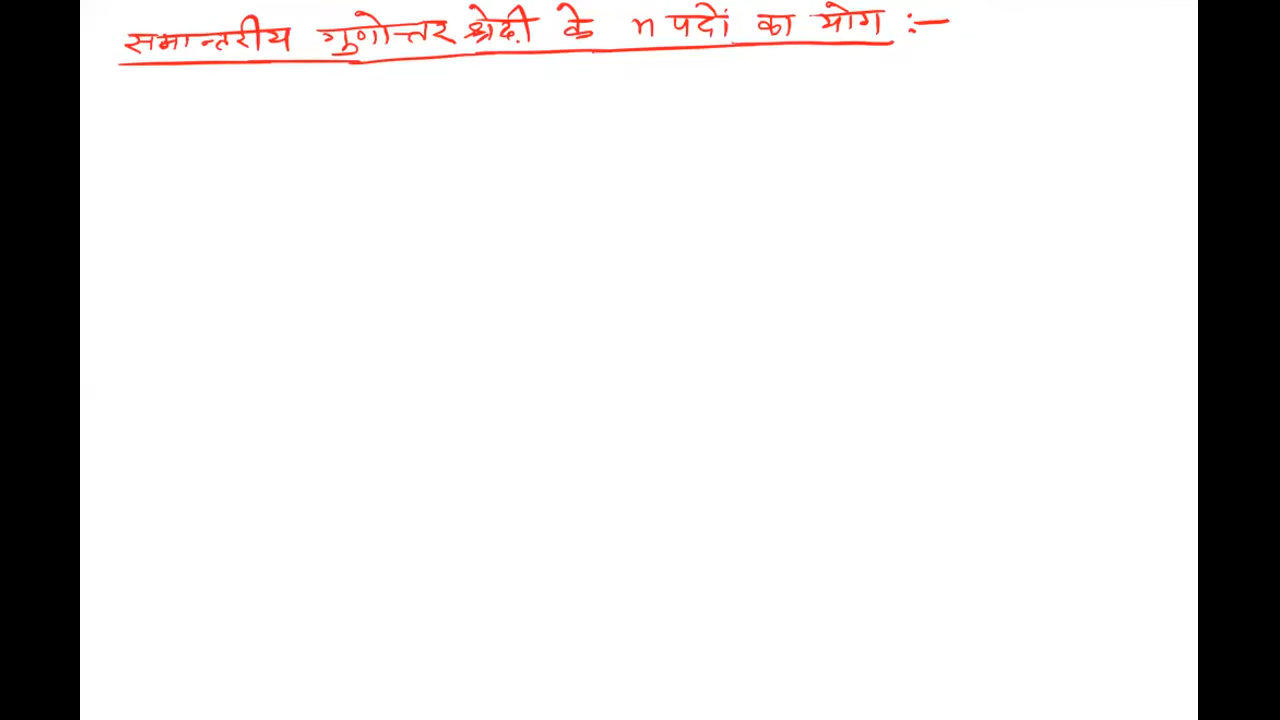 समान्तरीय गुणोत्तर श्रेढ़ी के n पदों का योग :-